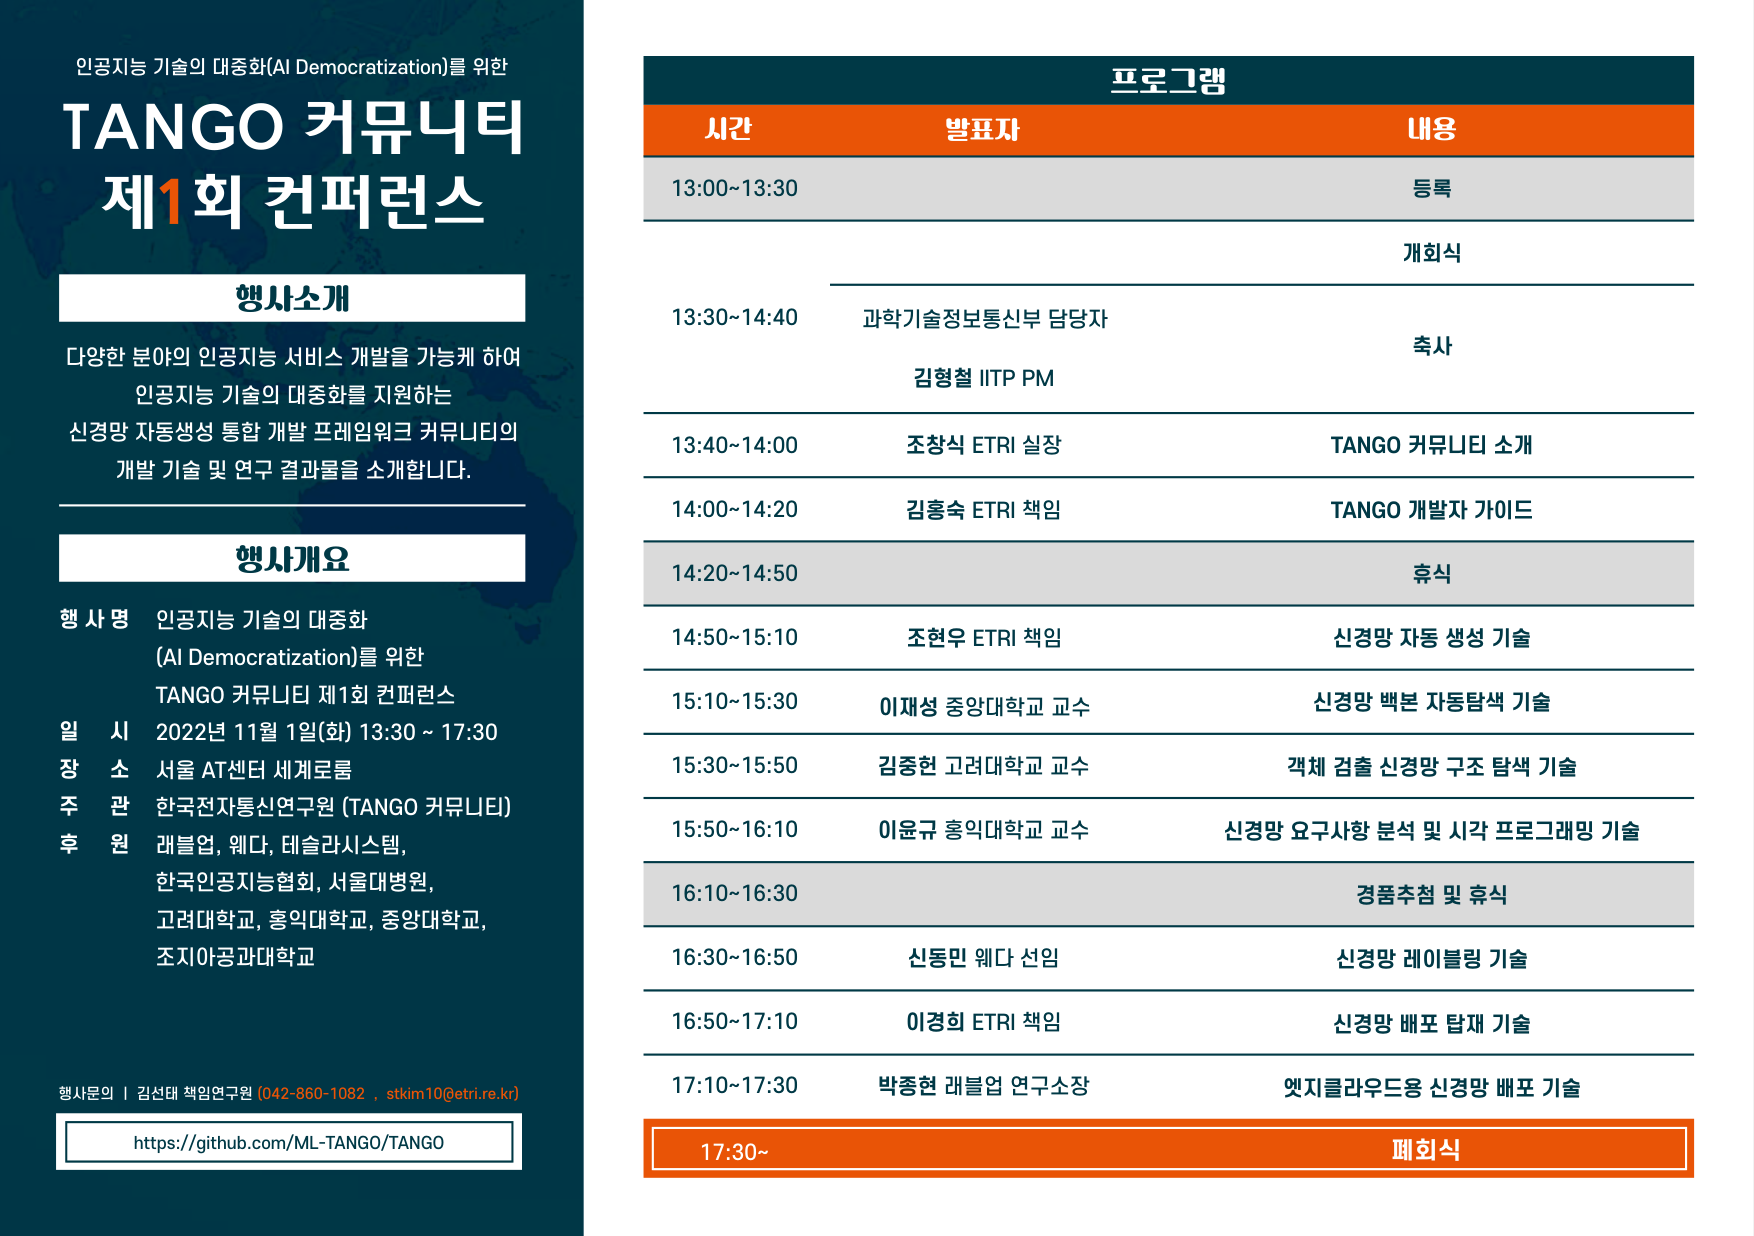 인공지능 기술의 대중화(AI Democratization)를 위한
TANGO 커뮤니티
제1회 컨퍼런스
행사소개
다양한 분야의 인공지능 서비스 개발을 가능케 하여
인공지능 기술의 대중화를 지원하는
신경망 자동생성 통합 개발 프레임워크 커뮤니티의
개발 기술 및 연구 결과물을 소개합니다.
행사개요
행사명 인공지능 기술의 대중화
(AI Democratization)를 위한
TANGO 커뮤니티 제1회 컨퍼런스
일 시 2022년 11월 1일(화) 13:30 ~ 17:30
장 소 서울 AT센터 세계로룸
주 관 한국전자통신연구원 (TANGO 커뮤니티)
후 원 래블업, 웨다, 테슬라시스템,
한국인공지능협회, 서울대병원,
고려대학교, 홍익대학교, 중앙대학교,
조지아공과대학교
행사문의 | 김선태 책임연구원 (042-860-1082 , stkim10@etri.re.kr)
https://github.com/ML-TANGO/TANGO
프로그램
시간 발표자 내용
13:00~13:30 등록
개회식
13:30~14:40 과학기술정보통신부 담당자
축사
김형철 IITP PM
13:40~14:00 조창식 ETRI 실장 TANGO 커뮤니티 소개
14:00~14:20 김홍숙 ETRI 책임 TANGO 개발자 가이드
14:20~14:50 휴식
14:50~15:10 조현우 ETRI 책임 신경망 자동 생성 기술
15:10~15:30 이재성 중앙대학교 교수 신경망 백본 자동탐색 기술
15:30~15:50 김중헌 고려대학교 교수 객체 검출 신경망 구조 탐색 기술
15:50~16:10 이윤규 홍익대학교 교수 신경망 요구사항 분석 및 시각 프로그래밍 기술
16:10~16:30 경품추첨 및 휴식
16:30~16:50 신동민 웨다 선임 신경망 레이블링 기술
16:50~17:10 이경희 ETRI 책임 신경망 배포 탑재 기술
17:10~17:30 박종현 래블업 연구소장 엣지클라우드용 신경망 배포 기술
17:30~ 폐회식